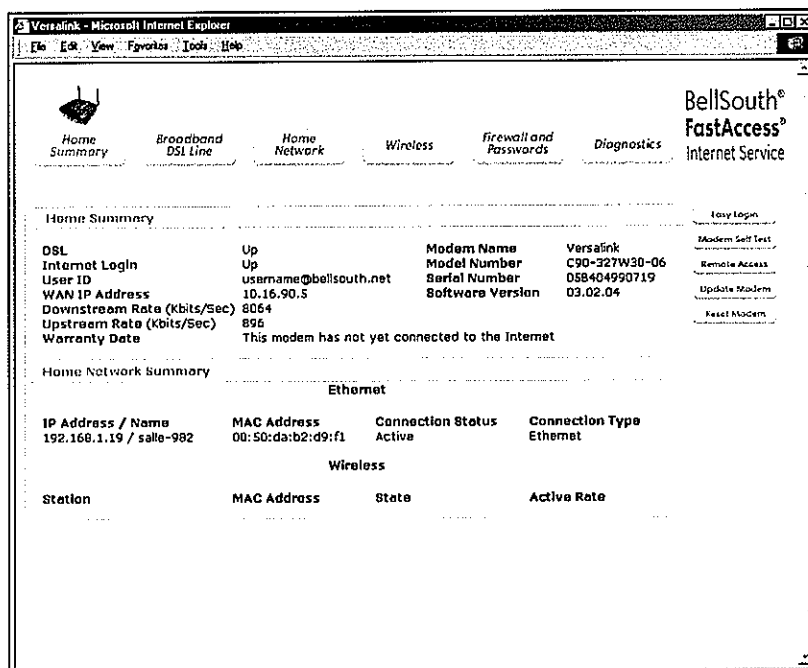 Versalink - Microsoft Internet Explorer
File Edit View Favorites Tools Help
BellSouth®
FastAccess®
Internet Service
Home Summary
Broadband DSL Line
Home Network
Wireless
Firewall and Passwords
Diagnostics
Easy Login
Modem Self Test
Remote Access
Update Modem
Reset Modem
Home Summary
DSL Up Modem Name Versalink
Internet Login Up Model Number C90-327W30-06
User ID username@bellsouth.net Serial Number 05B404990719
WAN IP Address 10.16.90.5 Software Version 03.02.04
Downstream Rate (Kbits/Sec) 8064
Upstream Rate (Kbits/Sec) 896
Warranty Date This modem has not yet connected to the Internet
Home Network Summary
Ethernet
IP Address / Name MAC Address Connection Status Connection Type
192.168.1.19 / salle-982 00:50:da:b2:d9:f1 Active Ethernet
Wireless
Station MAC Address State Active Rate